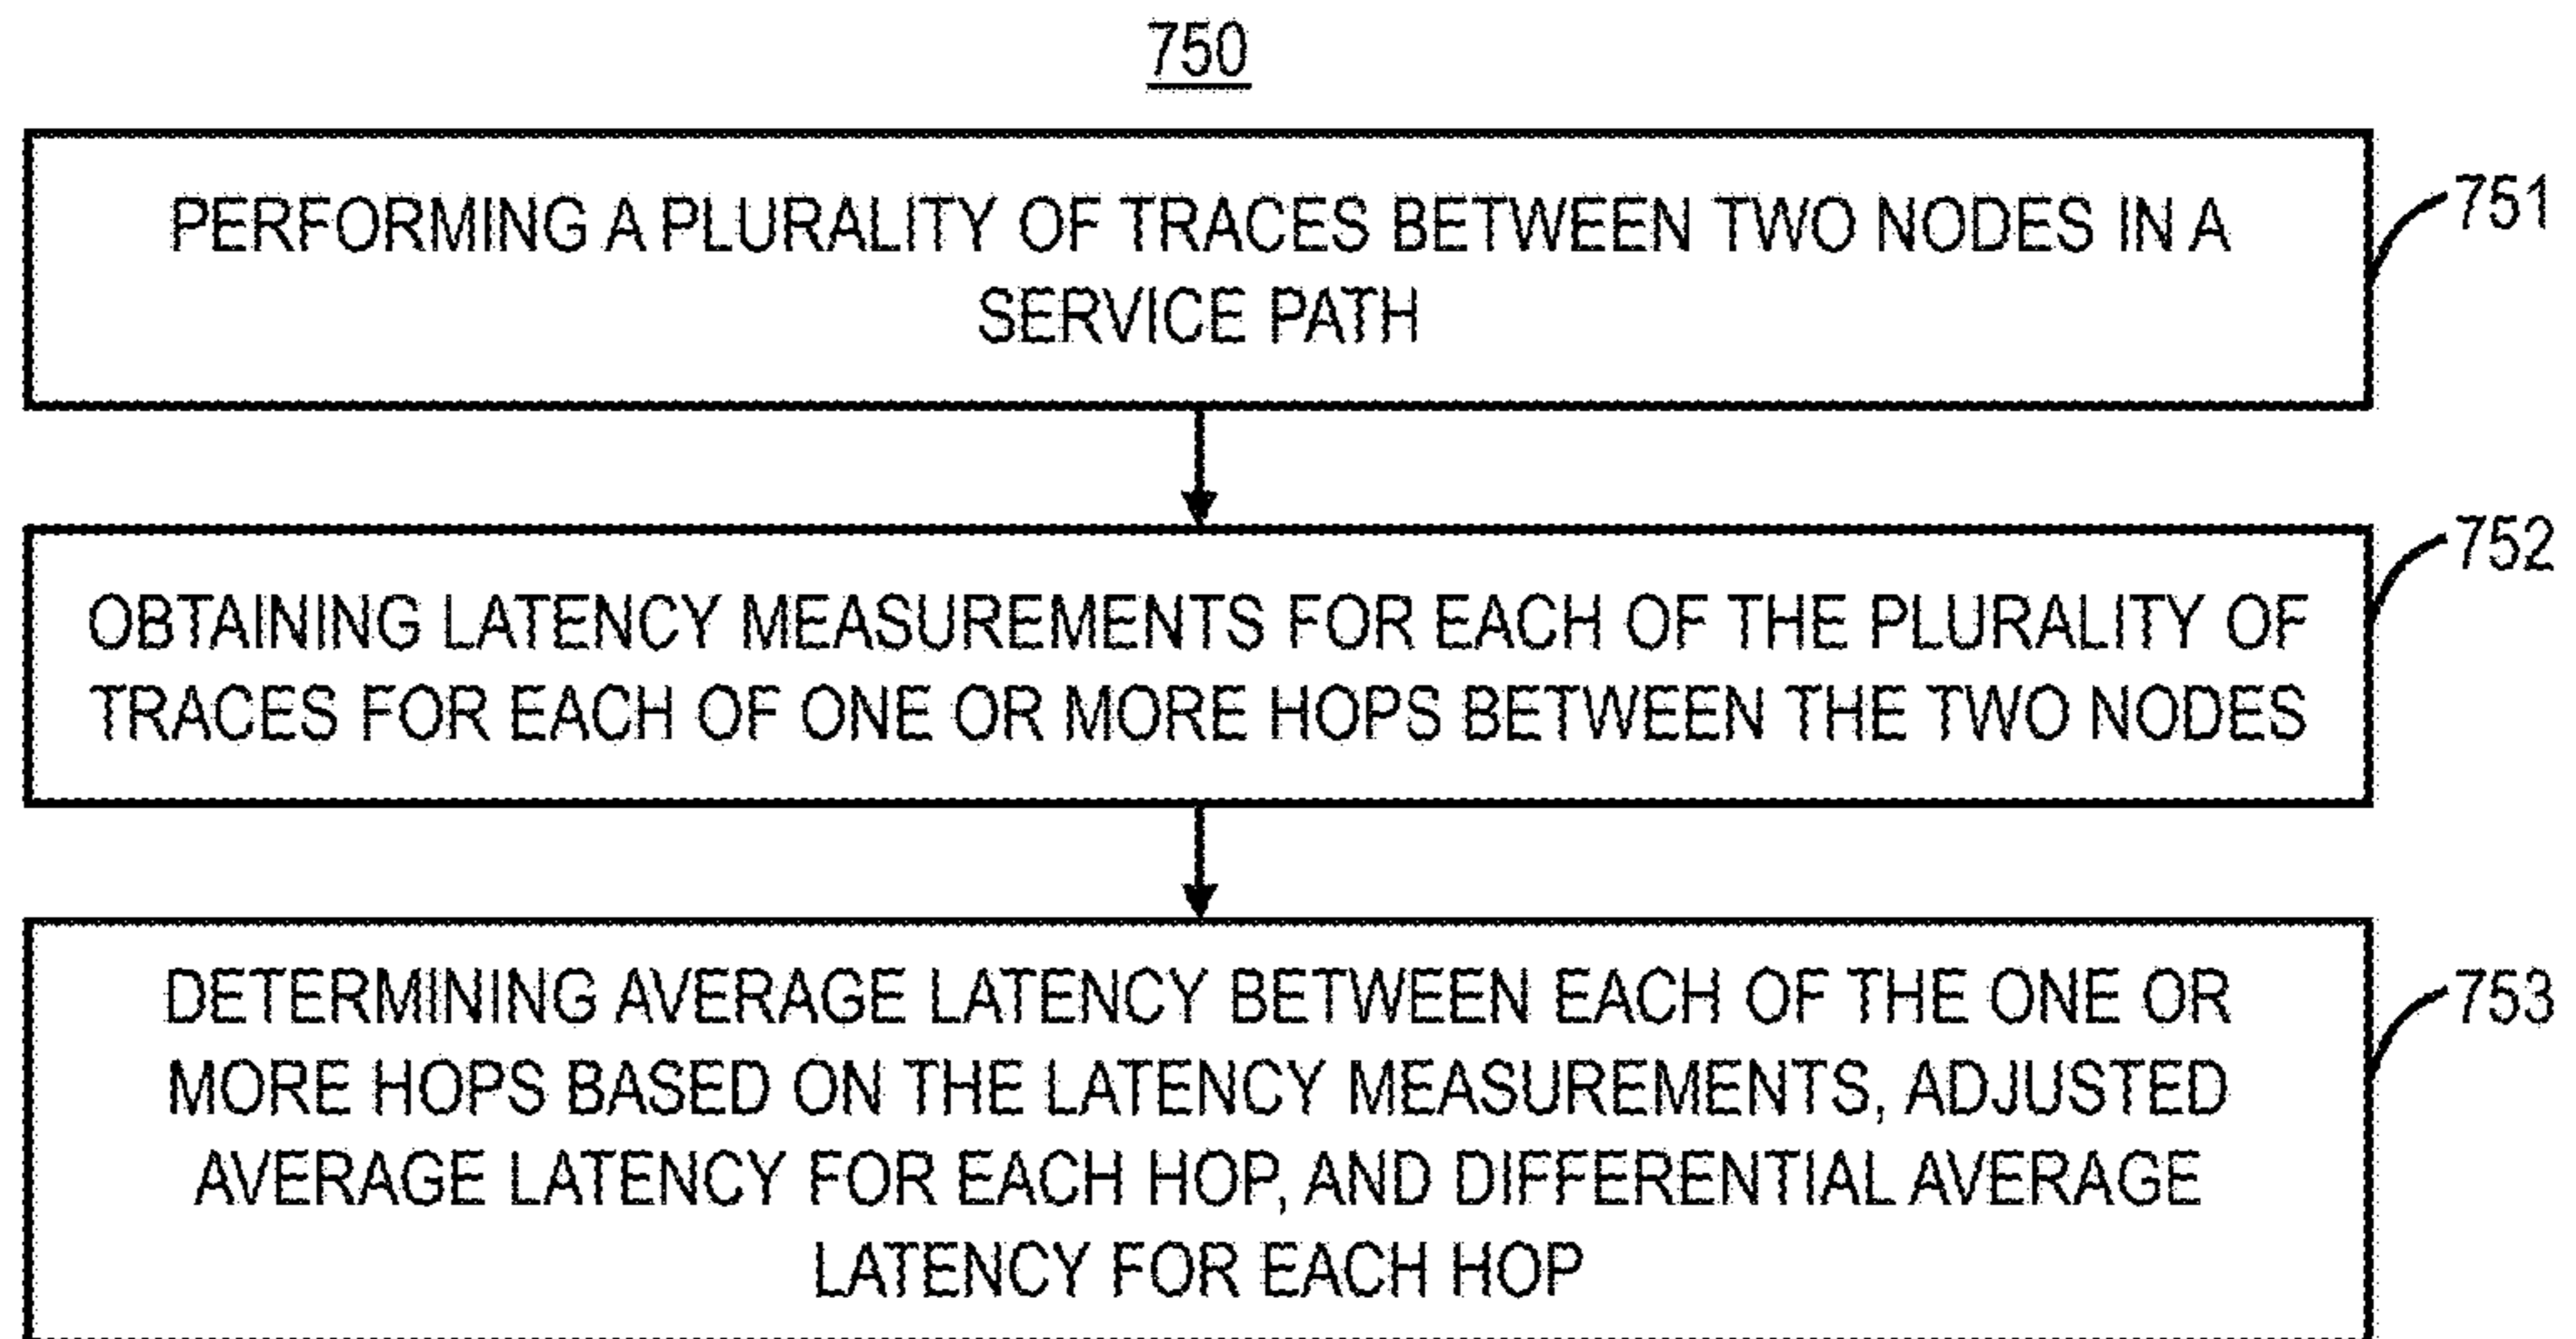 750
PERFORMING A PLURALITY OF TRACES BETWEEN TWO NODES IN A
SERVICE PATH
751
OBTAINING LATENCY MEASUREMENTS FOR EACH OF THE PLURALITY OF
TRACES FOR EACH OF ONE OR MORE HOPS BETWEEN THE TWO NODES
752
DETERMINING AVERAGE LATENCY BETWEEN EACH OF THE ONE OR
MORE HOPS BASED ON THE LATENCY MEASUREMENTS, ADJUSTED
AVERAGE LATENCY FOR EACH HOP, AND DIFFERENTIAL AVERAGE
LATENCY FOR EACH HOP
753